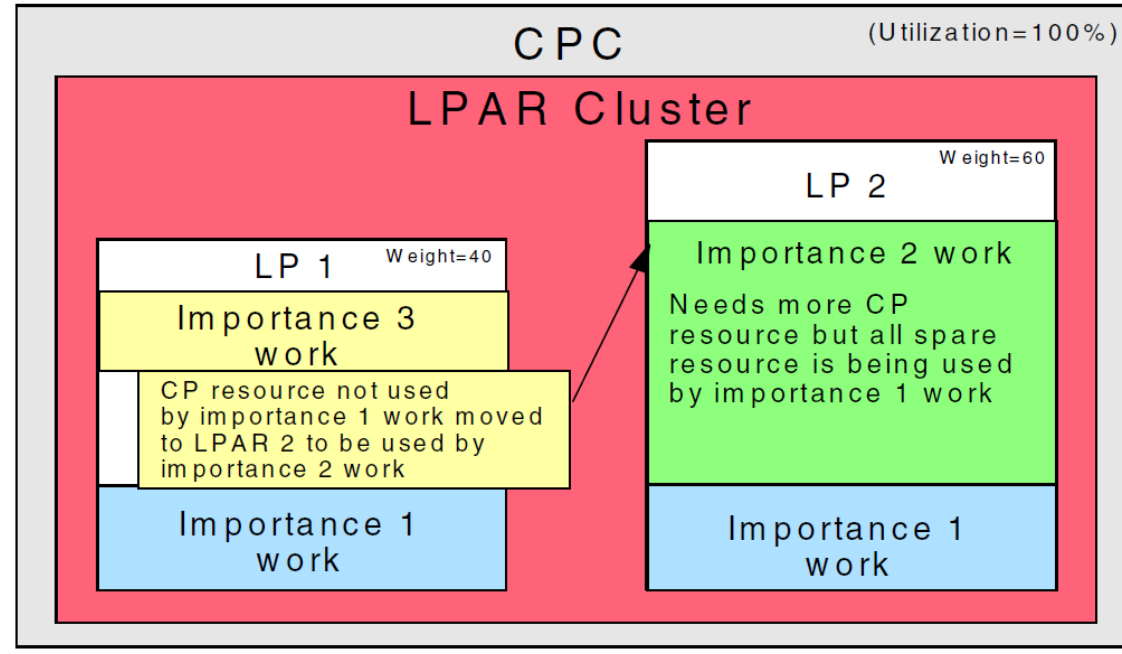 CPC
(Utilization=100%)
LPAR Cluster
Weight=60
LP 2
Importance 2 work
Needs more CP
resource but all spare
resource is being used
by importance 1 work
Importance 1
work
LP 1
Weight=40
Importance 3
work
CP resource not used
by importance 1 work moved
to LPAR 2 to be used by
importance 2 work
Importance 1
work